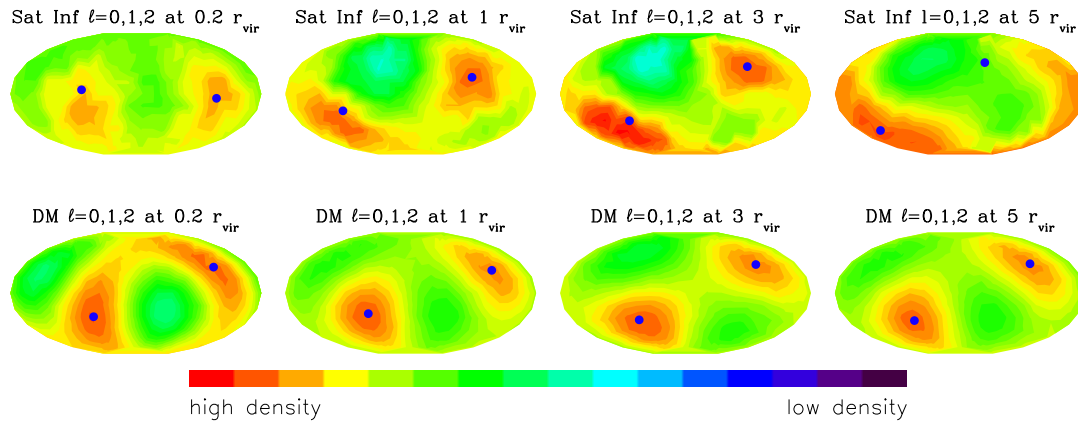 Sat Inf ℓ=0,1,2 at 0.2 r_vir
Sat Inf ℓ=0,1,2 at 1 r_vir
Sat Inf ℓ=0,1,2 at 3 r_vir
Sat Inf l=0,1,2 at 5 r_vir
DM ℓ=0,1,2 at 0.2 r_vir
DM ℓ=0,1,2 at 1 r_vir
DM ℓ=0,1,2 at 3 r_vir
DM ℓ=0,1,2 at 5 r_vir
high density
low density